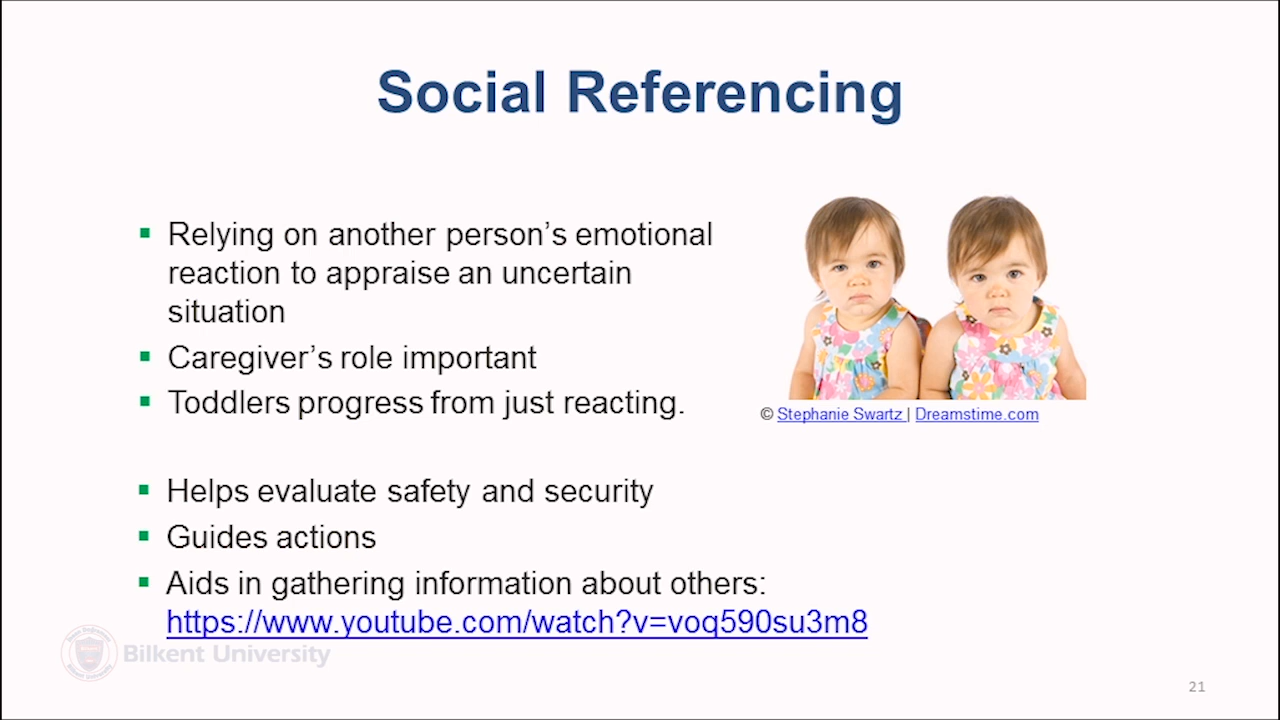 Social Referencing
▪ Relying on another person’s emotional
reaction to appraise an uncertain
situation
▪ Caregiver’s role important
▪ Toddlers progress from just reacting.
© Stephanie Swartz | Dreamstime.com
▪ Helps evaluate safety and security
▪ Guides actions
▪ Aids in gathering information about others:
https://www.youtube.com/watch?v=voq590su3m8
Bilkent University
21